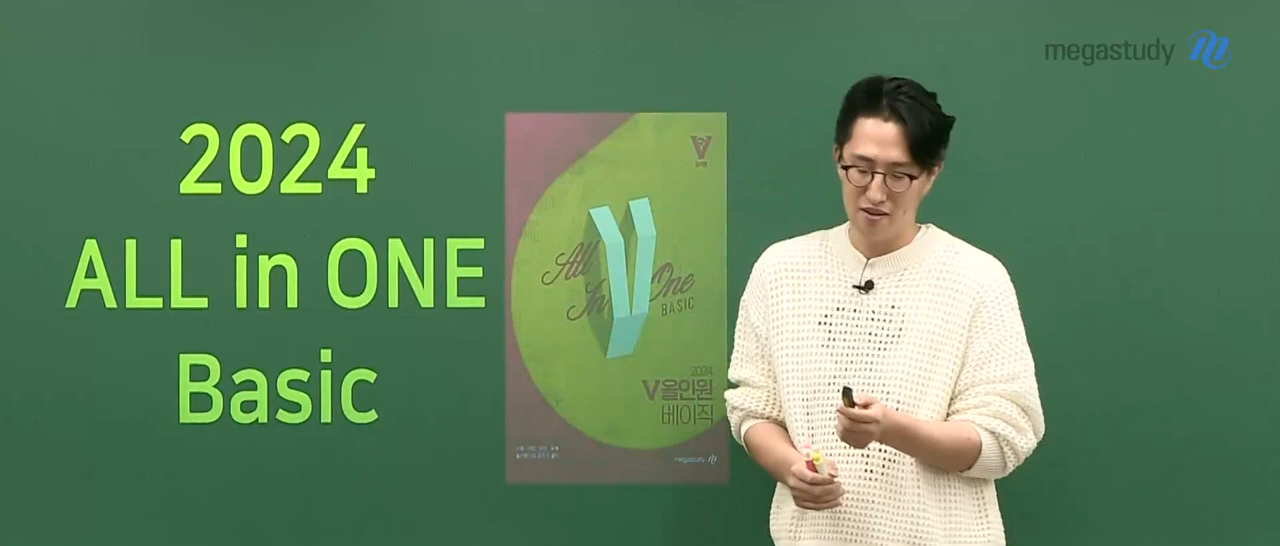 megastudy
2024
ALL in ONE
Basic
All
In One
BASIC
2024
V올인원
베이직
megastudy